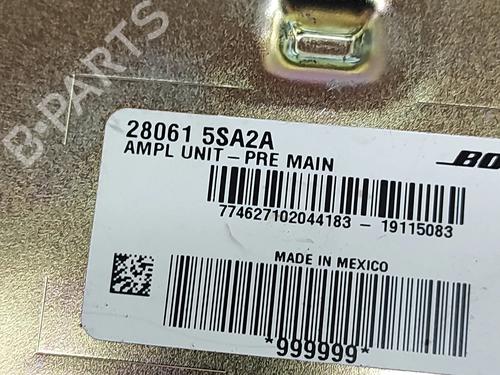 B-PARTS
28061 5SA2A
AMPL UNIT – PRE MAIN
774627102044183 – 19115083
MADE IN MEXICO
*999999*